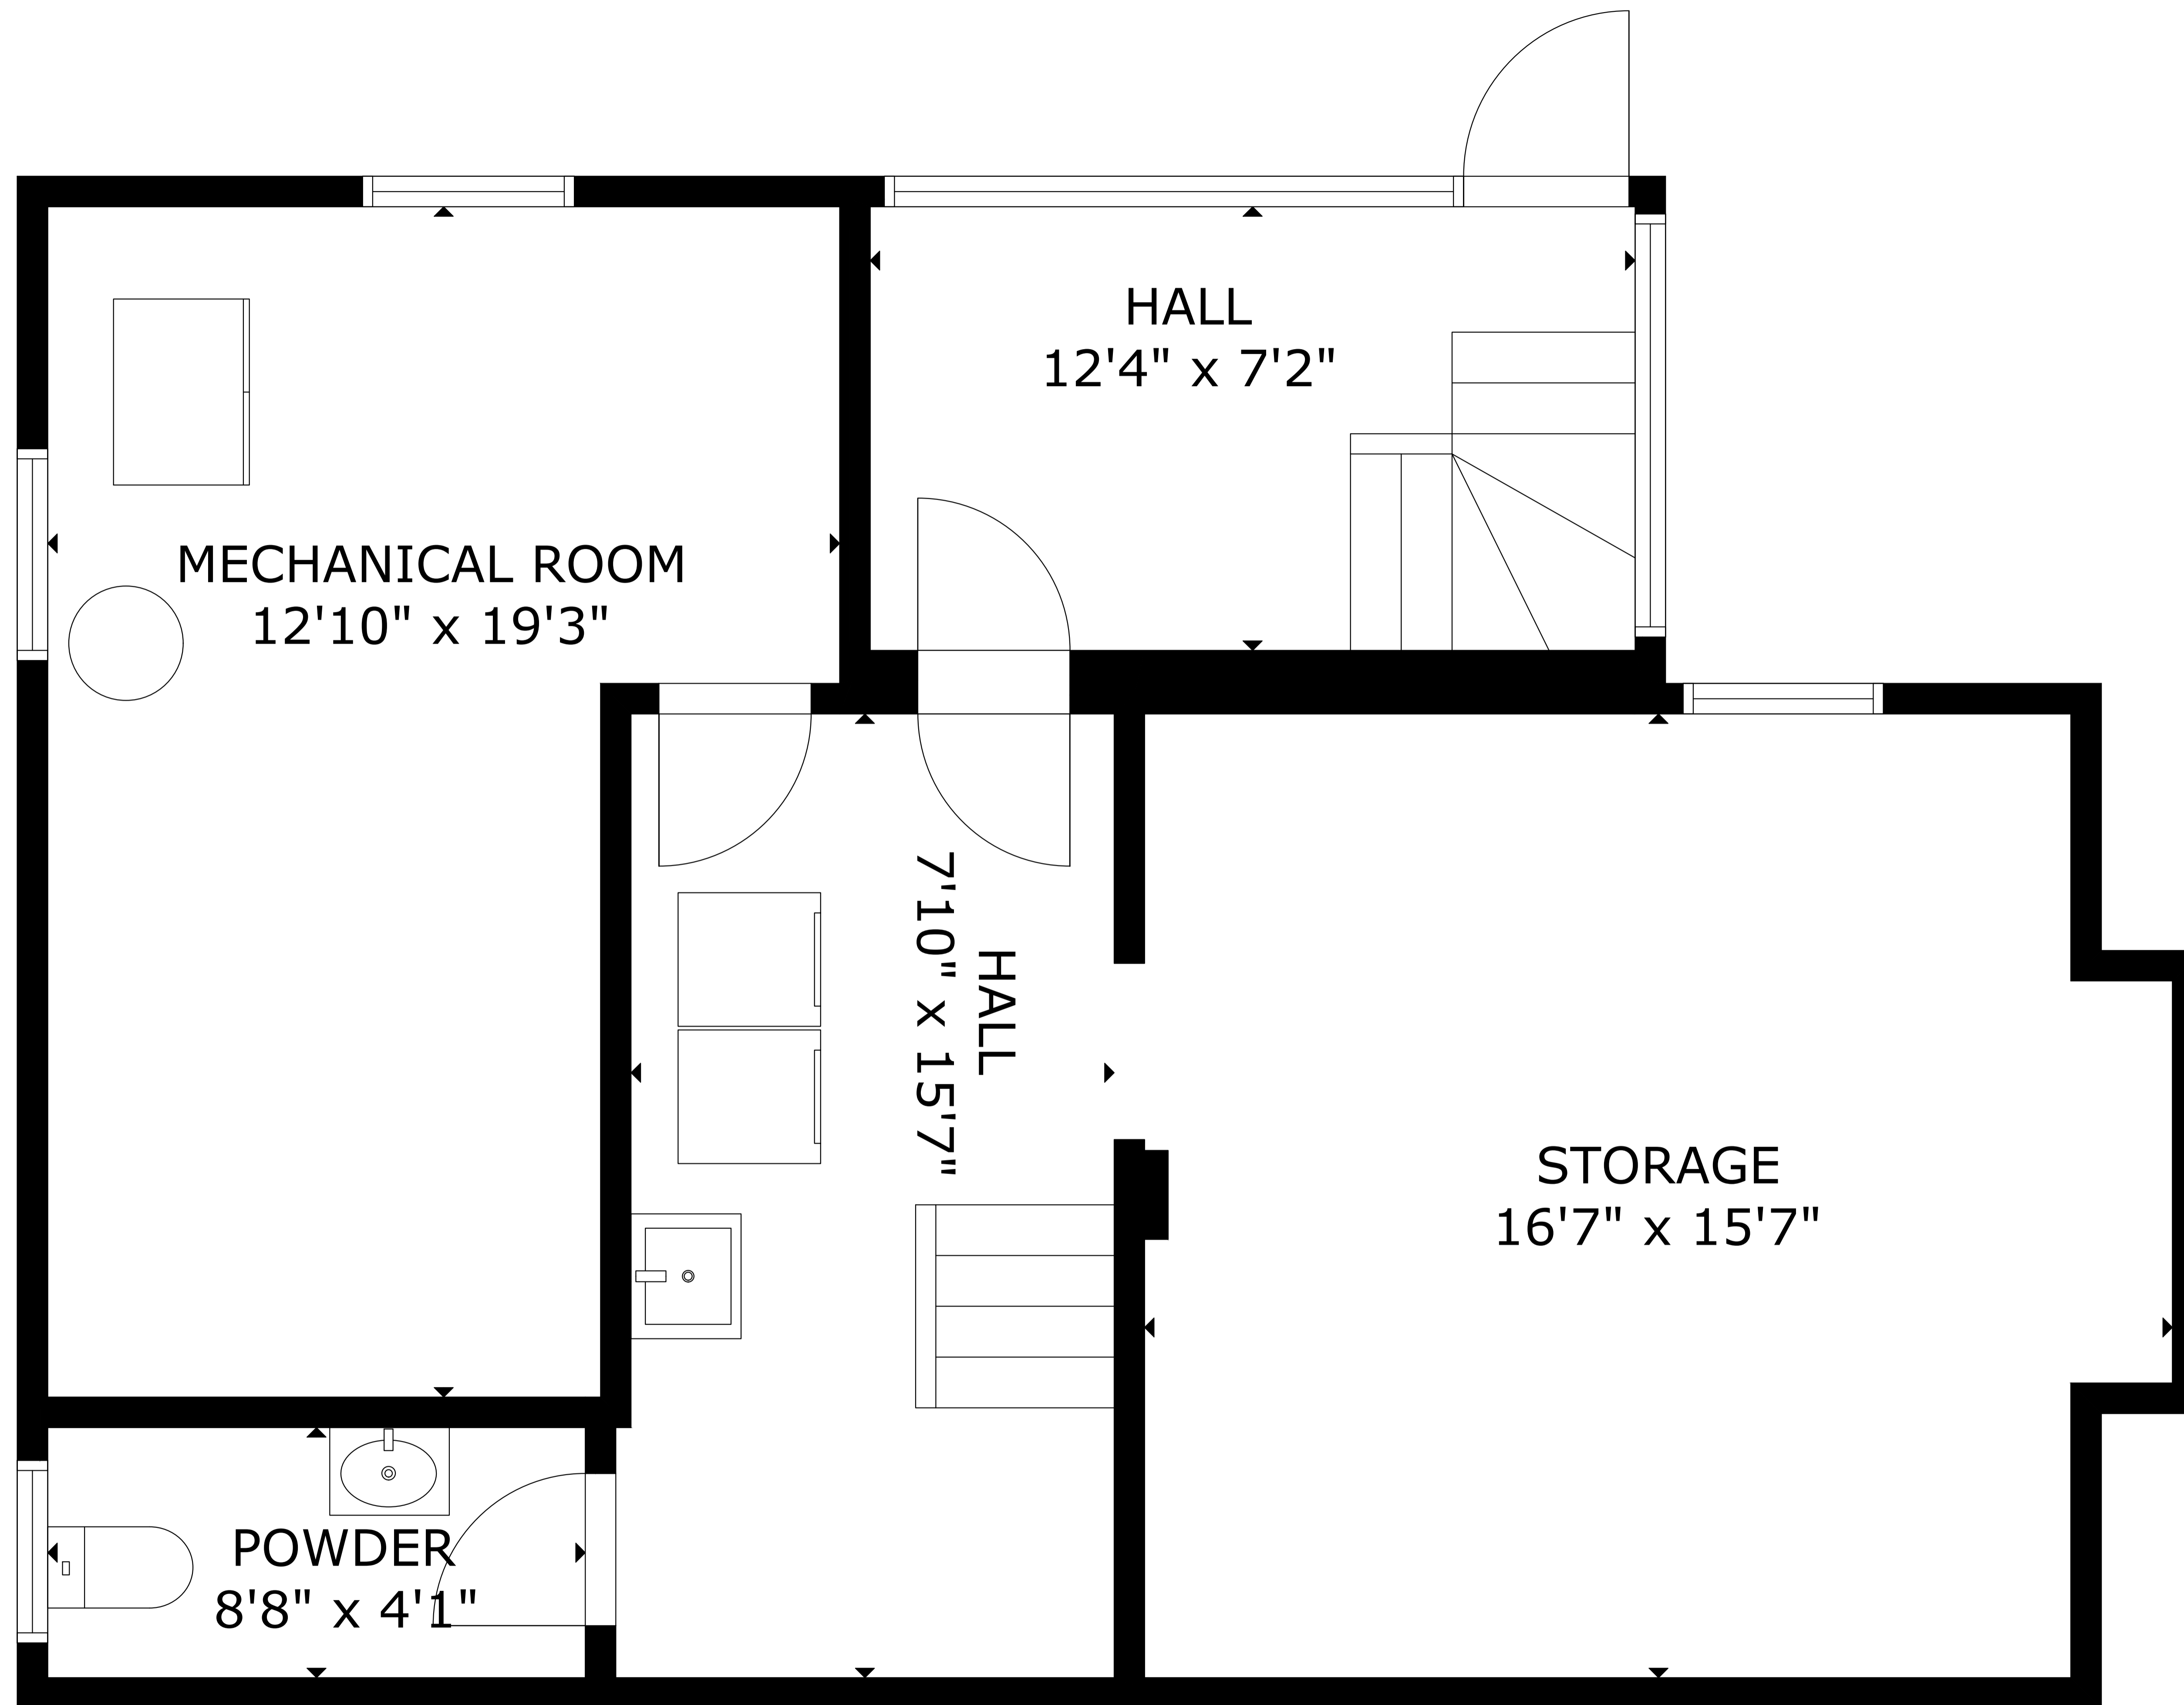 HALL
12'4" x 7'2"
MECHANICAL ROOM
12'10" x 19'3"
HALL
7'10" x 15'7"
STORAGE
16'7" x 15'7"
POWDER
8'8" x 4'1"